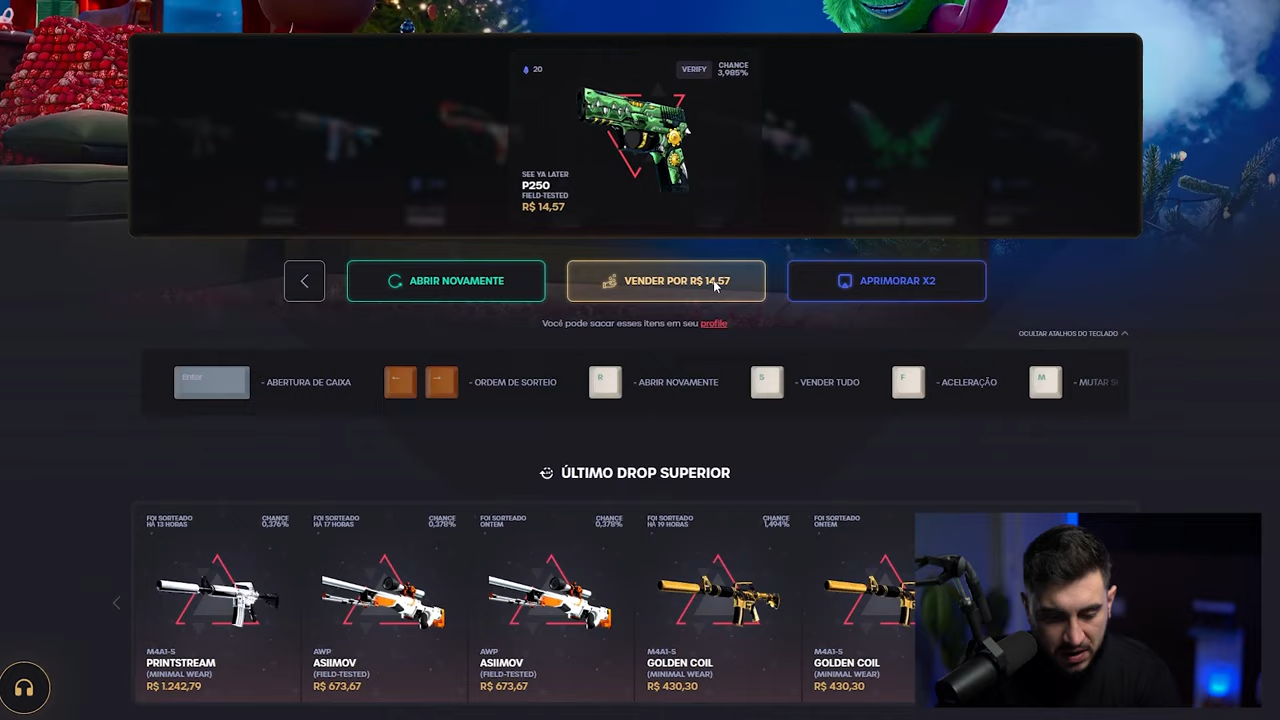 20
VERIFY
CHANCE
3,985%
SEE YA LATER
P250
FIELD-TESTED
R$ 14,57
ABRIR NOVAMENTE
VENDER POR R$ 14,57
APRIMORAR X2
Você pode sacar esses itens em seu profile
OCULTAR ATALHOS DO TECLADO
Enter
- ABERTURA DE CAIXA
← →
- ORDEM DE SORTEIO
R
- ABRIR NOVAMENTE
S
- VENDER TUDO
F
- ACELERAÇÃO
M
- MUTAR
ÚLTIMO DROP SUPERIOR
FOI SORTEADO
HÁ 13 HORAS
CHANCE
0,376%
M4A1-S
PRINTSTREAM
(MINIMAL WEAR)
R$ 1.242,79
FOI SORTEADO
HÁ 17 HORAS
CHANCE
0,378%
AWP
ASIIMOV
(FIELD-TESTED)
R$ 673,67
FOI SORTEADO
ONTEM
CHANCE
0,378%
AWP
ASIIMOV
(FIELD-TESTED)
R$ 673,67
FOI SORTEADO
HÁ 19 HORAS
CHANCE
1,494%
M4A1-S
GOLDEN COIL
(MINIMAL WEAR)
R$ 430,30
FOI SORTEADO
ONTEM
M4A1-S
GOLDEN COIL
(MINIMAL WEAR)
R$ 430,30